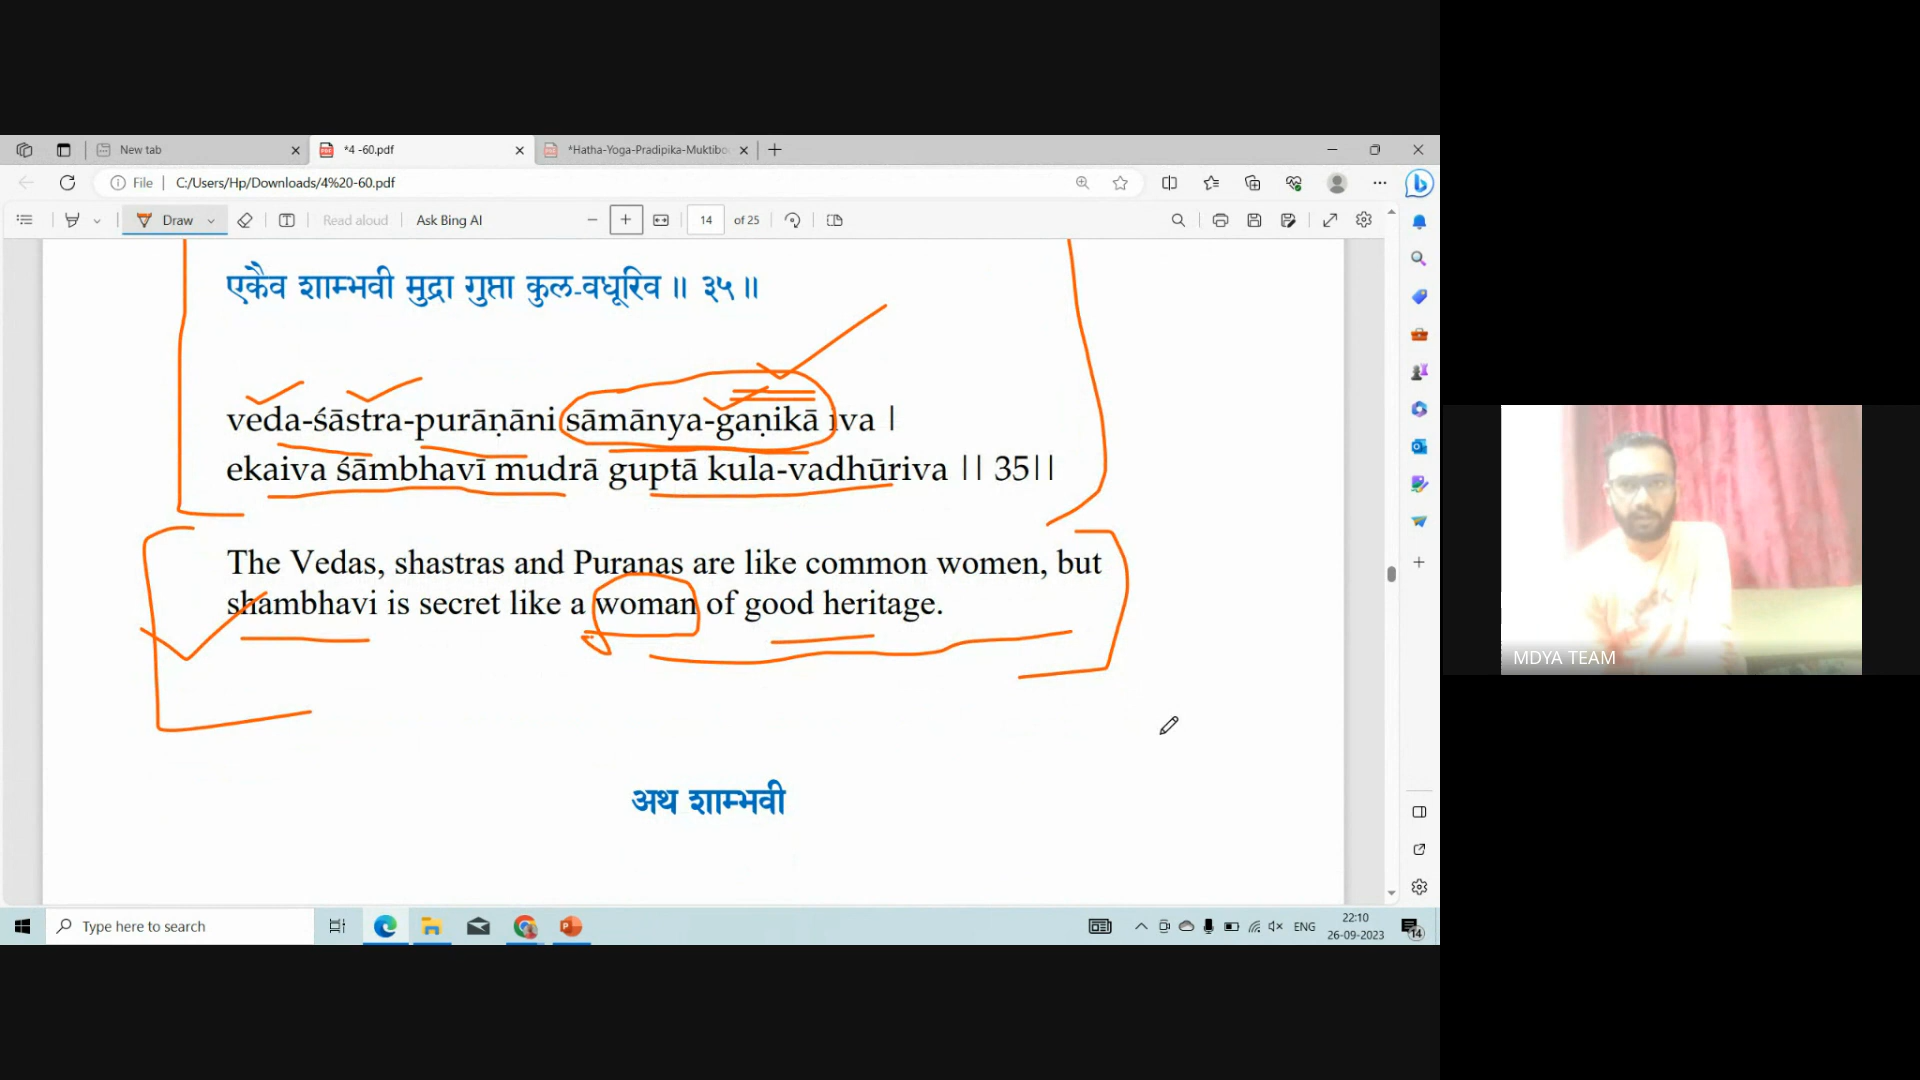 New tab
*4 -60.pdf
*Hatha-Yoga-Pradipika-Muktibo
File
C:/Users/Hp/Downloads/4%20-60.pdf
Draw
Read aloud
Ask Bing AI
14 of 25
एकैव शाम्भवी मुद्रा गुप्ता कुल-वधूरिव ॥ ३५ ॥
veda-śāstra-purāṇāni sāmānya-gaṇikā iva |
ekaiva śāmbhavī mudrā guptā kula-vadhūriva || 35||
The Vedas, shastras and Puranas are like common women, but
shambhavi is secret like a woman of good heritage.
अथ शाम्भवी
MDYA TEAM
Type here to search
ENG
22:10
26-09-2023
14